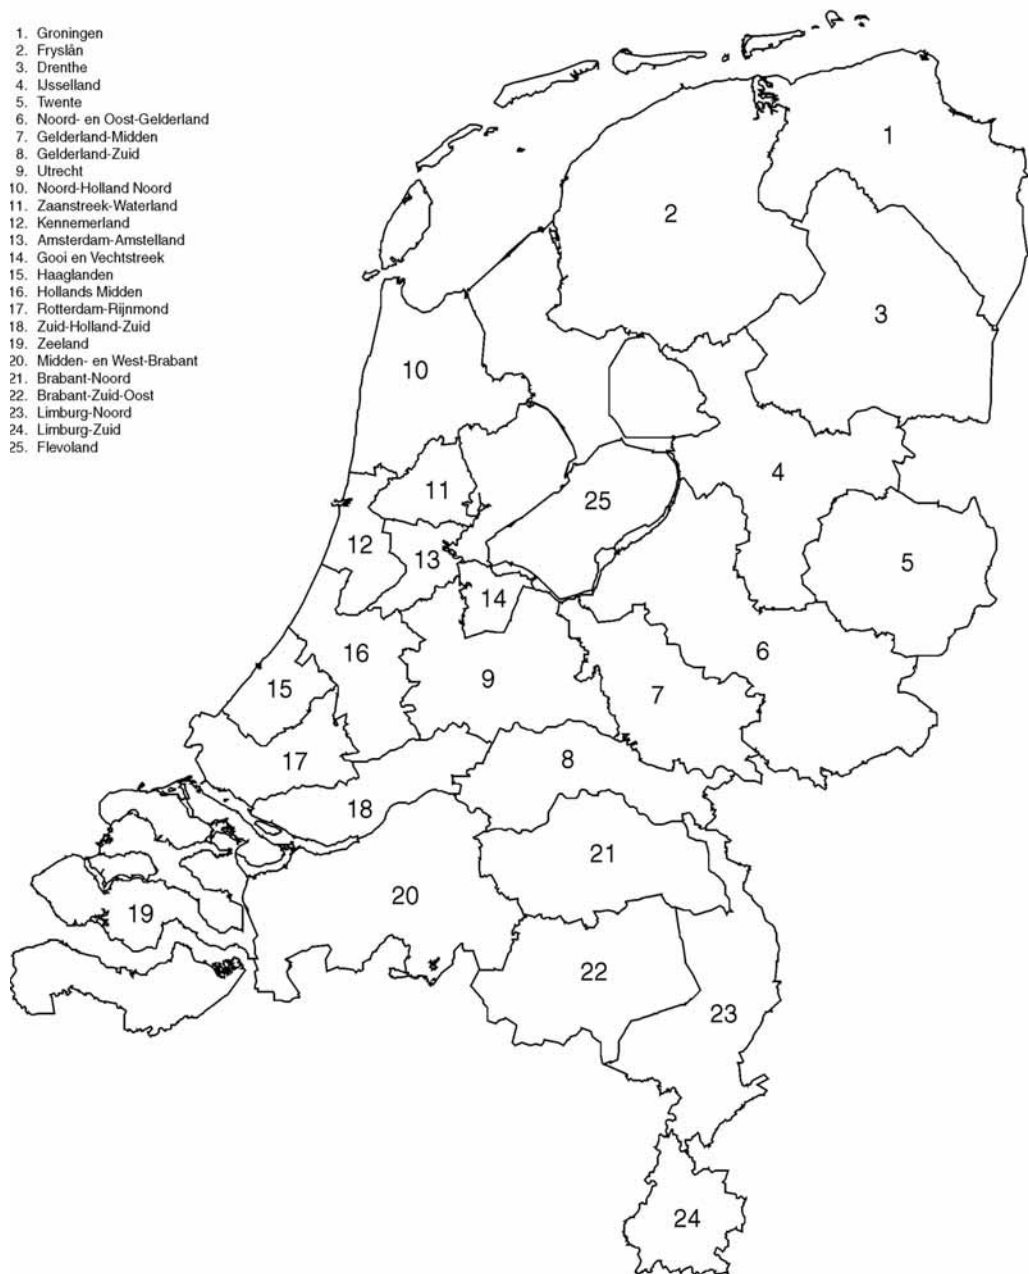 1. Groningen
2. Fryslân
3. Drenthe
4. IJsselland
5. Twente
6. Noord- en Oost-Gelderland
7. Gelderland-Midden
8. Gelderland-Zuid
9. Utrecht
10. Noord-Holland Noord
11. Zaanstreek-Waterland
12. Kennemerland
13. Amsterdam-Amstelland
14. Gooi en Vechtstreek
15. Haaglanden
16. Hollands Midden
17. Rotterdam-Rijnmond
18. Zuid-Holland-Zuid
19. Zeeland
20. Midden- en West-Brabant
21. Brabant-Noord
22. Brabant-Zuid-Oost
23. Limburg-Noord
24. Limburg-Zuid
25. Flevoland
1
2
3
10
4
11
25
12
13
5
14
16
6
9
15
7
17
8
18
21
20
19
22
23
24